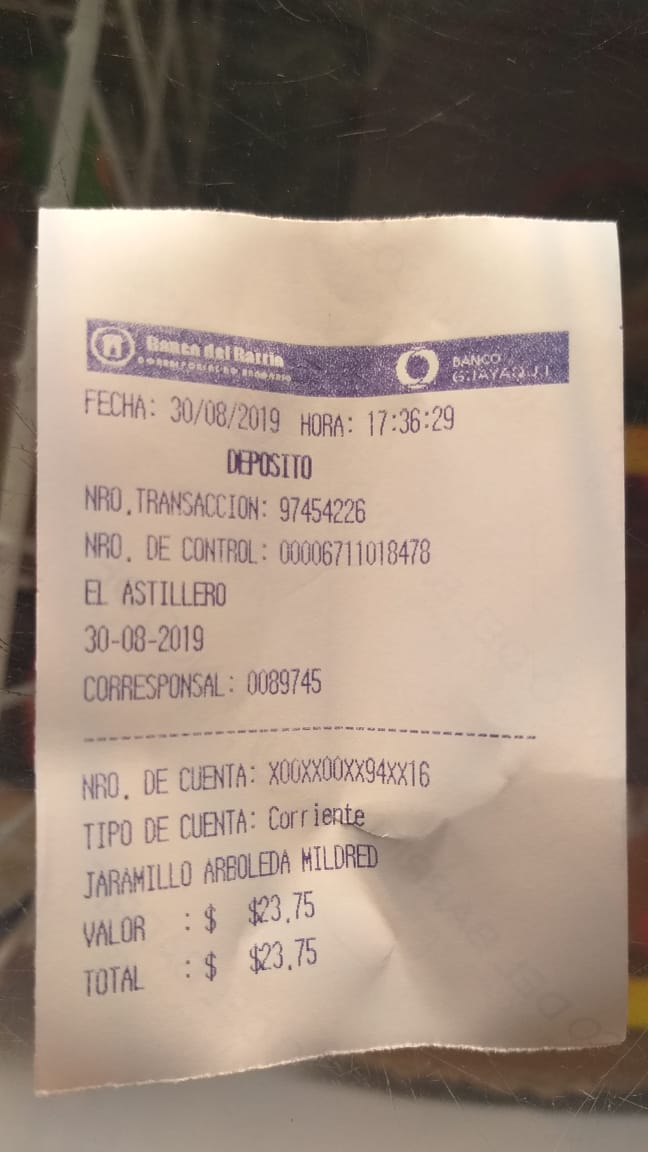 Banco del Barrio
CORRESPONSAL NO BANCARIO
BANCO
GUAYAQUIL
FECHA: 30/08/2019 HORA: 17:36:29
DEPOSITO
NRO.TRANSACCION: 97454226
NRO. DE CONTROL: 00006711018478
EL ASTILLERO
30-08-2019
CORRESPONSAL: 0089745
NRO. DE CUENTA: X00XX00XX94XX16
TIPO DE CUENTA: Corriente
JARAMILLO ARBOLEDA MILDRED
VALOR : $ $23.75
TOTAL : $ $23.75